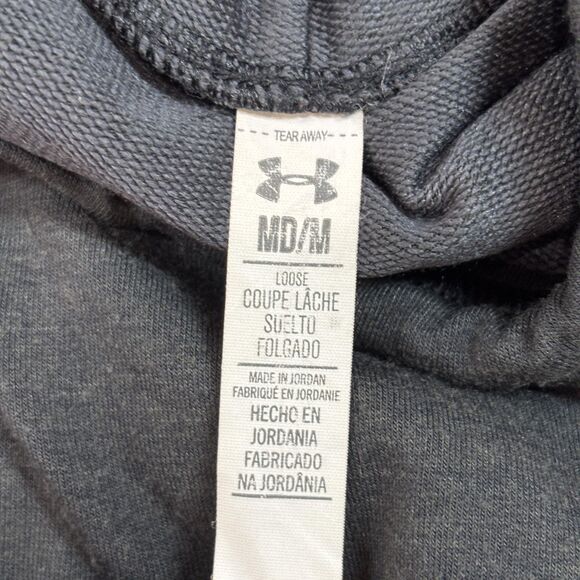 TEAR AWAY
MD/M
LOOSE
COUPE LÂCHE
SUELTO
FOLGADO
MADE IN JORDAN
FABRIQUÉ EN JORDANIE
HECHO EN
JORDANIA
FABRICADO
NA JORDÂNIA